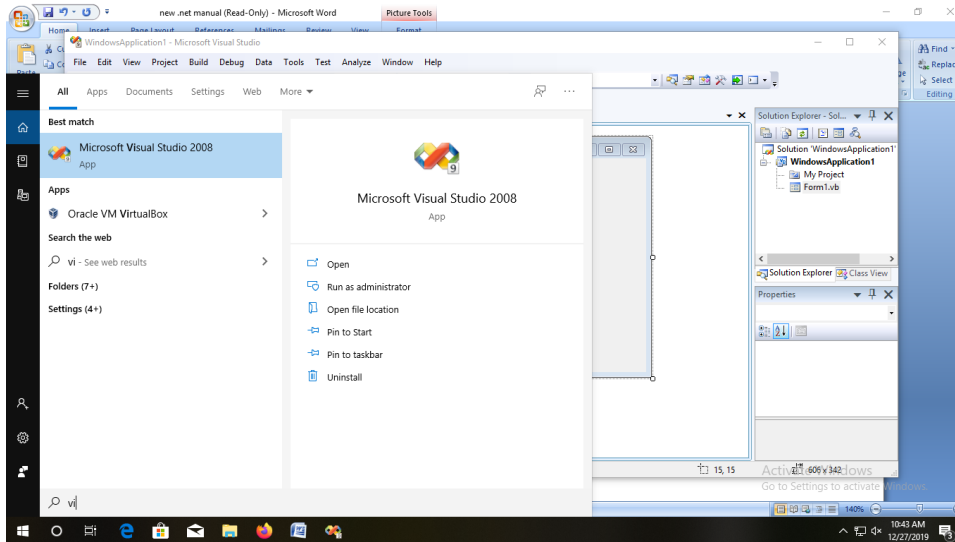 new .net manual (Read-Only) - Microsoft Word
Picture Tools
Home Insert Page Layout References Mailings Review View Format
WindowsApplication1 - Microsoft Visual Studio
File Edit View Project Build Debug Data Tools Test Analyze Window Help
Find
Replac
Select
Editing
All Apps Documents Settings Web More
Best match
Microsoft Visual Studio 2008
App
Apps
Oracle VM VirtualBox
Search the web
vi - See web results
Folders (7+)
Settings (4+)
9
Microsoft Visual Studio 2008
App
Open
Run as administrator
Open file location
Pin to Start
Pin to taskbar
Uninstall
Solution Explorer - Sol...
Solution 'WindowsApplication1'
WindowsApplication1
My Project
Form1.vb
Solution Explorer Class View
Properties
15, 15
606 x 342
Activate Windows
Go to Settings to activate Windows.
140%
vi
10:43 AM
12/27/2019
3